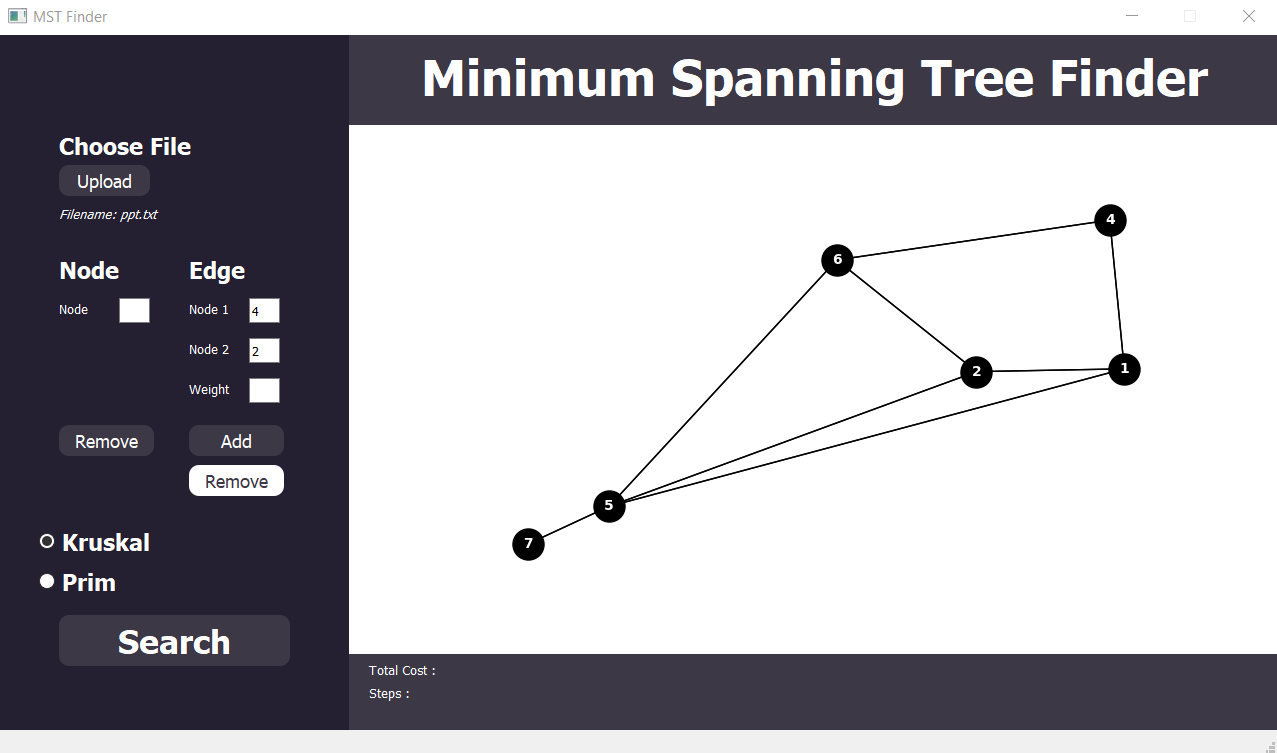 MST Finder
Minimum Spanning Tree Finder
Choose File
Upload
Filename: ppt.txt
Node Edge
Node Node 1 4
Node 2 2
Weight
Remove Add
Remove
Kruskal
Prim
Search
4
6
2
1
5
7
Total Cost :
Steps :